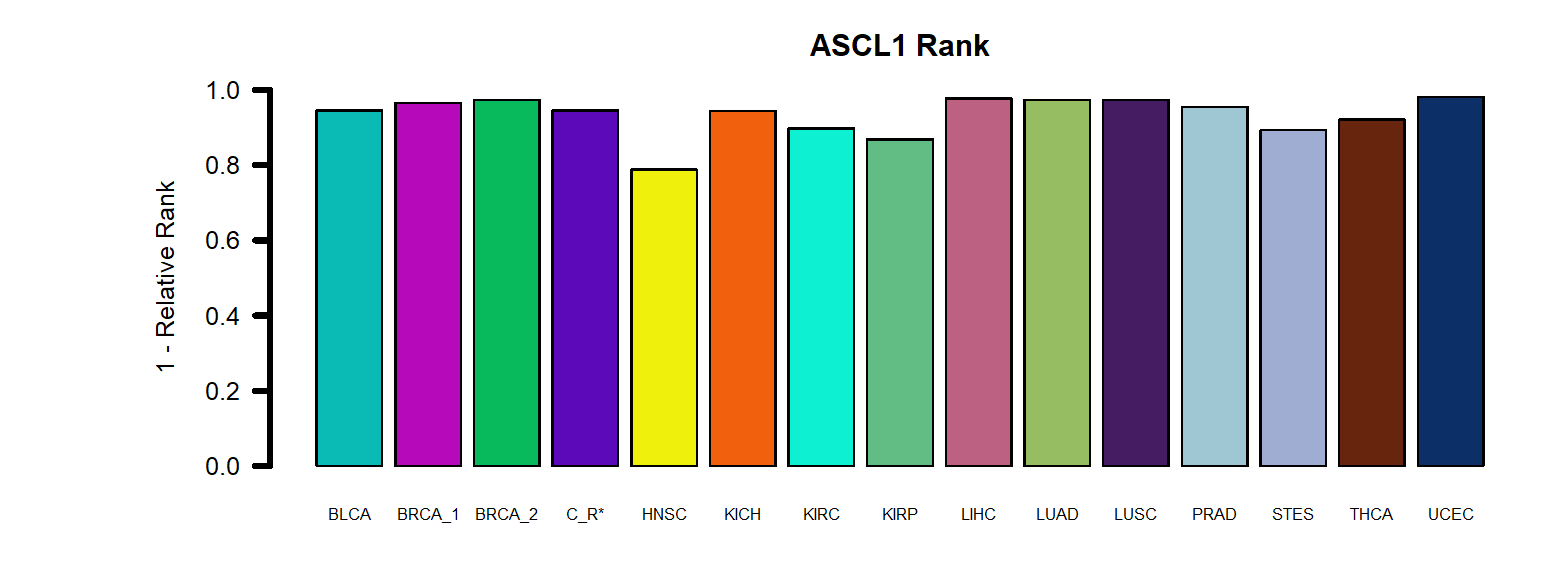 ASCL1 Rank
1 - Relative Rank
1.0
0.8
0.6
0.4
0.2
0.0
BLCA BRCA_1 BRCA_2 C_R* HNSC KICH KIRC KIRP LIHC LUAD LUSC PRAD STES THCA UCEC